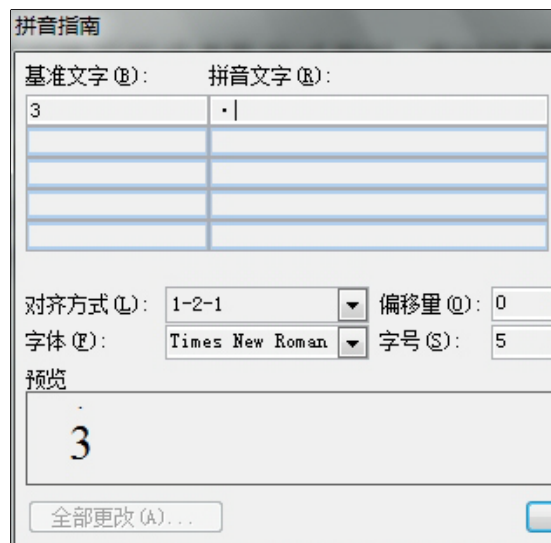 拼音指南
基准文字(B): 拼音文字(R):
3 ·
对齐方式(L): 1-2-1 偏移量(O): 0
字体(F): Times New Roman 字号(S): 5
预览
·
3
全部更改(A)...